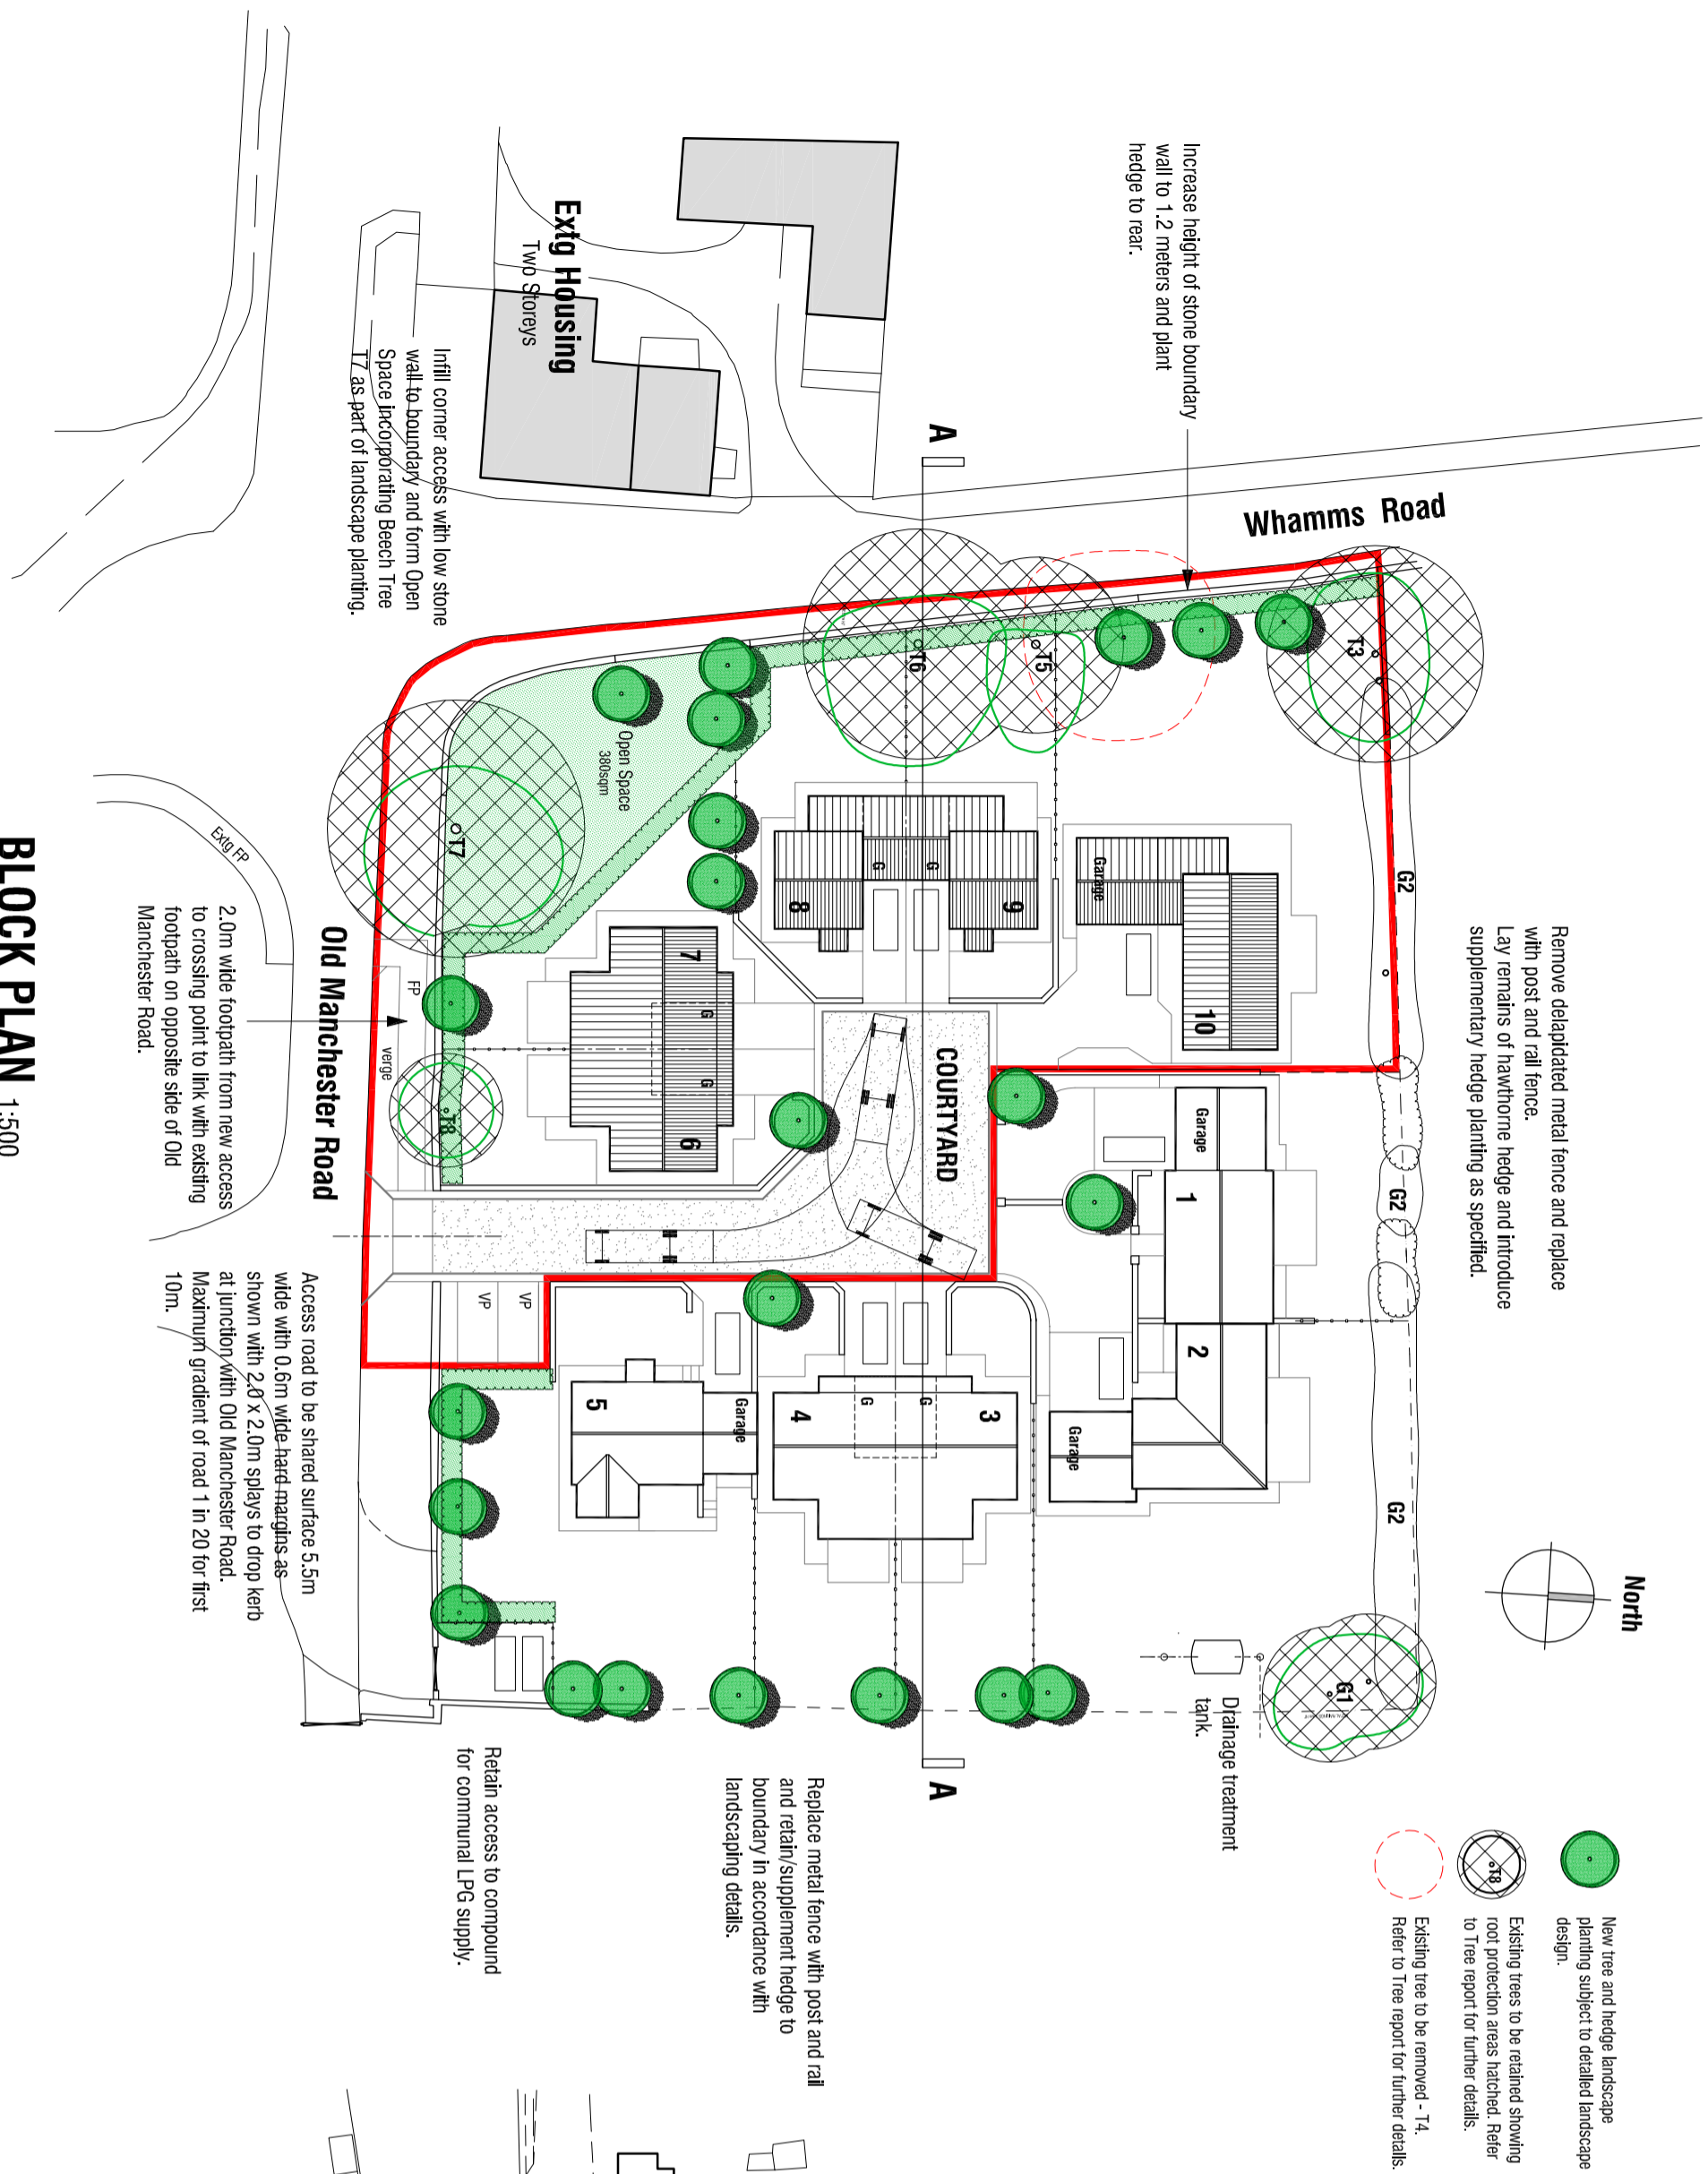 North
New tree and hedge landscape
planting subject to detailed landscape
design.
T8
Existing trees to be retained showing
root protection areas hatched. Refer
to Tree report for further details.
Existing tree to be removed - T4.
Refer to Tree report for further details.
Remove delapidated metal fence and replace
with post and rail fence.
Lay remains of hawthorne hedge and introduce
supplementary hedge planting as specified.
Increase height of stone boundary
wall to 1.2 meters and plant
hedge to rear.
Whamms Road
T3
G2
G2
G2
G1
Drainage treatment
tank.
A
A
T5
T6
Garage
10
9
8
G
G
Garage
1
2
Garage
COURTYARD
3
4
G
G
Garage
5
7
6
G
G
Open Space
380sqm
T7
T8
FP
verge
VP
VP
Extg Housing
Two Storeys
Infill corner access with low stone
wall to boundary and form Open
Space incorporating Beech Tree
T7 as part of landscape planting.
Replace metal fence with post and rail
and retain/supplement hedge to
boundary in accordance with
landscaping details.
Retain access to compound
for communal LPG supply.
Old Manchester Road
Extg FP
2.0m wide footpath from new access
to crossing point to link with existing
footpath on opposite side of Old
Manchester Road.
Access road to be shared surface 5.5m
wide with 0.6m wide hard margins as
shown with 2.0 x 2.0m splays to drop kerb
at junction with Old Manchester Road.
Maximum gradient of road 1 in 20 for first
10m.
BLOCK PLAN 1:500